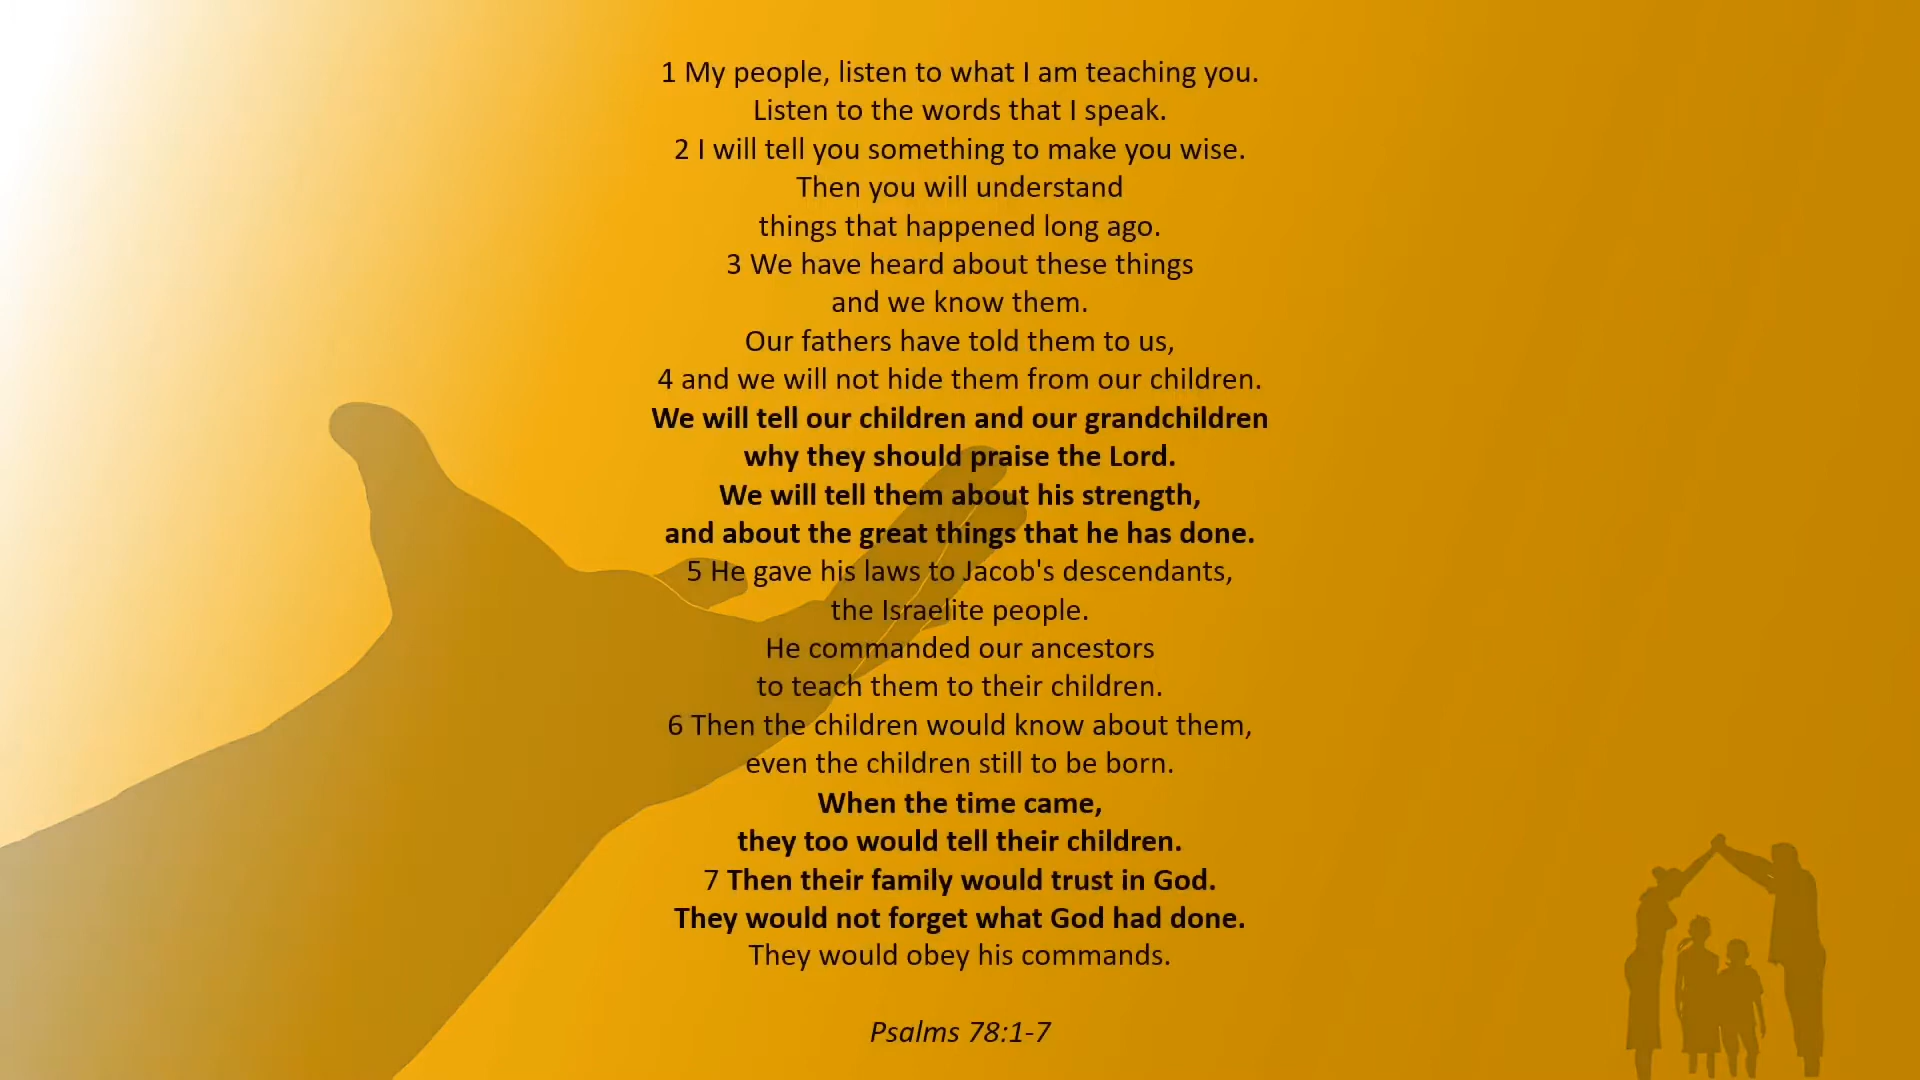 1 My people, listen to what I am teaching you.
Listen to the words that I speak.
2 I will tell you something to make you wise.
Then you will understand
things that happened long ago.
3 We have heard about these things
and we know them.
Our fathers have told them to us,
4 and we will not hide them from our children.
We will tell our children and our grandchildren
why they should praise the Lord.
We will tell them about his strength,
and about the great things that he has done.
5 He gave his laws to Jacob's descendants,
the Israelite people.
He commanded our ancestors
to teach them to their children.
6 Then the children would know about them,
even the children still to be born.
When the time came,
they too would tell their children.
7 Then their family would trust in God.
They would not forget what God had done.
They would obey his commands.
Psalms 78:1-7